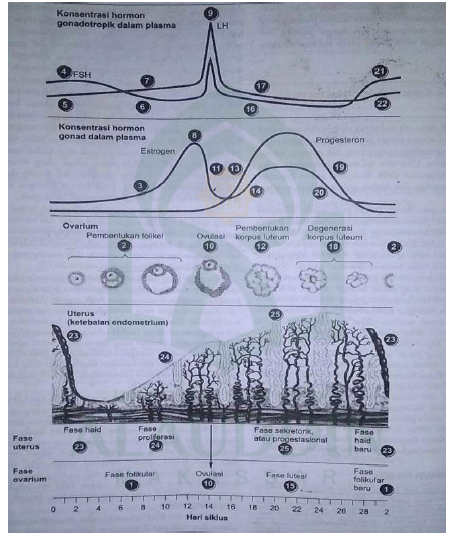 Konsentrasi hormon
gonadotropik dalam plasma
9
LH
4 FSH
7
17
21
5
6
16
22
Konsentrasi hormon
gonad dalam plasma
8
Estrogen
Progesteron
3
11
13
14
19
20
Ovarium
Pembentukan folikel
Ovulasi
Pembentukan
korpus luteum
Degenerasi
korpus luteum
2
10
12
18
2
Uterus
(ketebalan endometrium)
25
23
24
23
Fase
uterus
Fase haid
23
Fase
proliferasi
24
Fase sekretorik,
atau progestasional
25
Fase
haid
baru
23
Fase
ovarium
Fase folikular
1
Ovulasi
10
Fase luteal
15
Fase
folikular
baru
1
0 2 4 6 8 10 12 14 16 18 20 22 24 26 28 2
Hari siklus